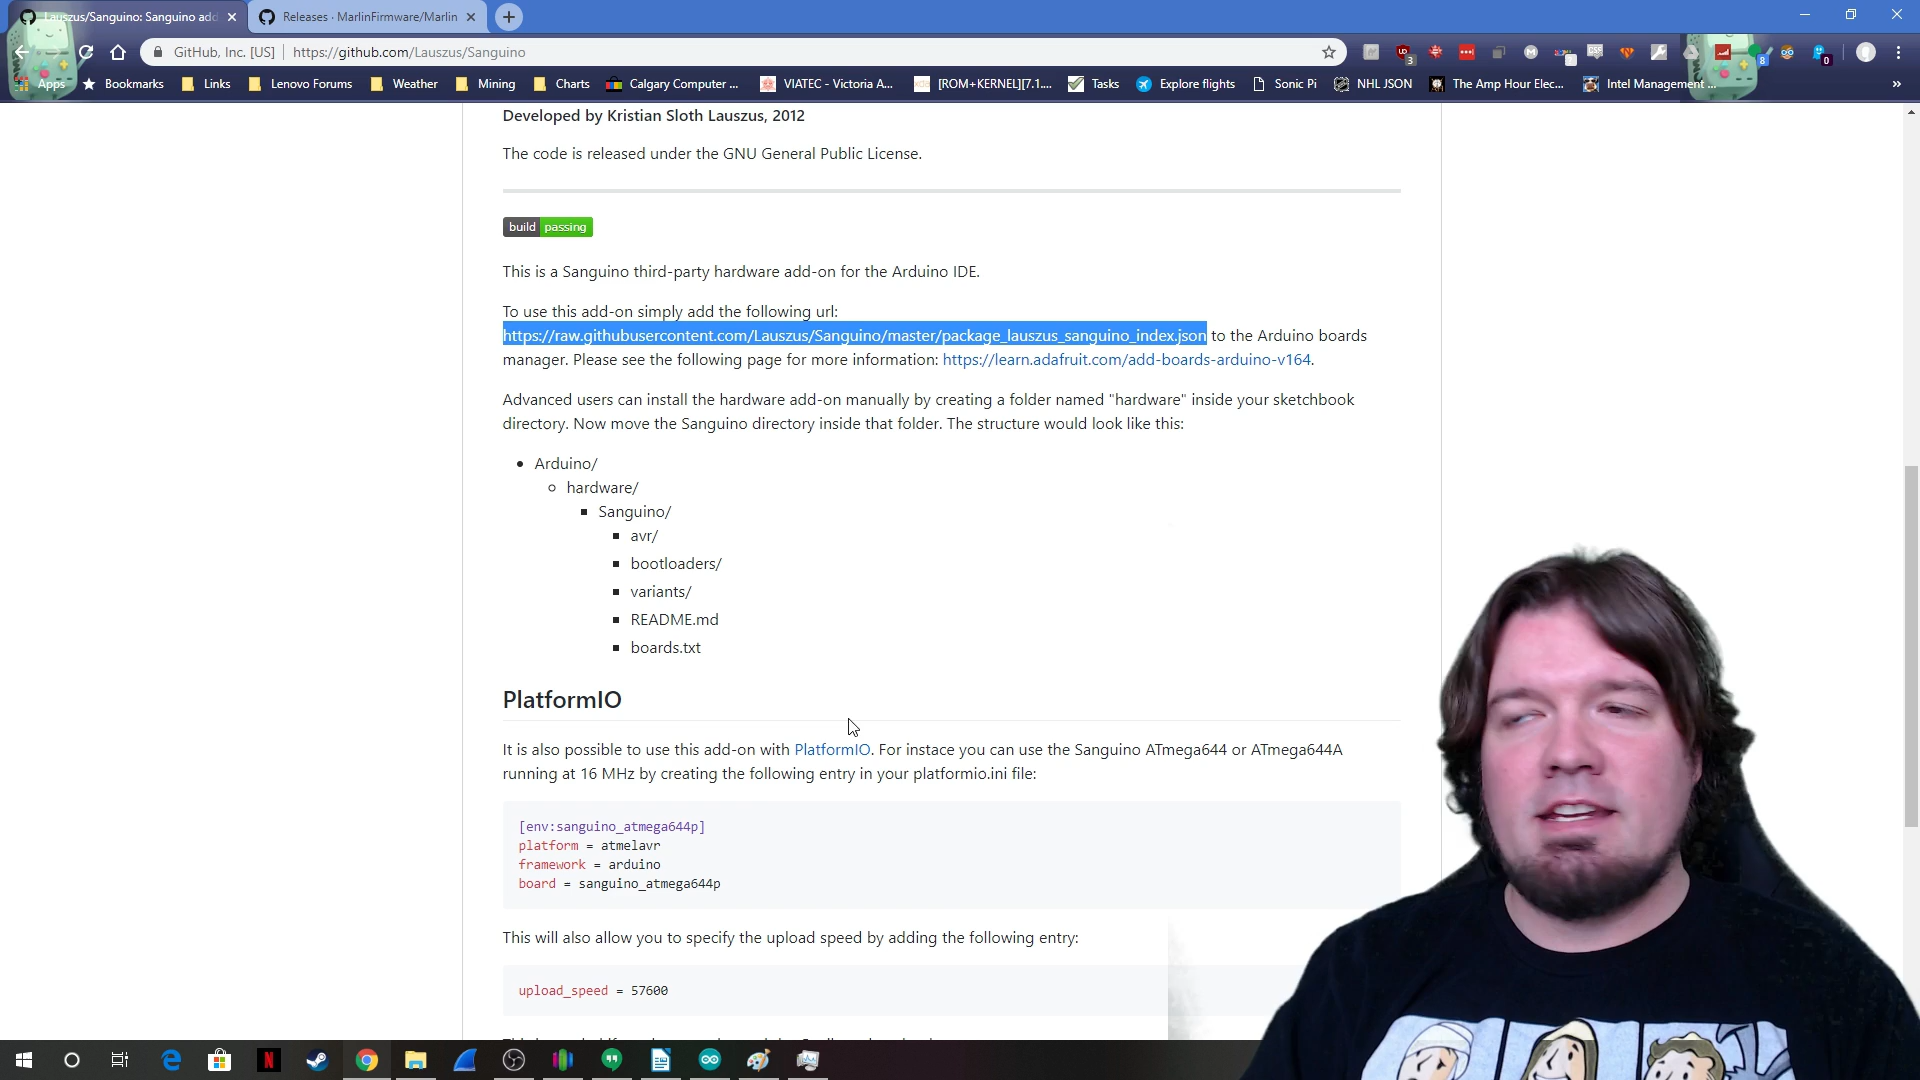 Lauszus/Sanguino: Sanguino add
Releases · MarlinFirmware/Marlin
GitHub, Inc. [US]
https://github.com/Lauszus/Sanguino
Apps
Bookmarks
Links
Lenovo Forums
Weather
Mining
Charts
Calgary Computer ...
VIATEC - Victoria A...
[ROM+KERNEL][7.1....
Tasks
Explore flights
Sonic Pi
NHL JSON
The Amp Hour Elec...
Intel Management ...
Developed by Kristian Sloth Lauszus, 2012
The code is released under the GNU General Public License.
build passing
This is a Sanguino third-party hardware add-on for the Arduino IDE.
To use this add-on simply add the following url:
https://raw.githubusercontent.com/Lauszus/Sanguino/master/package_lauszus_sanguino_index.json to the Arduino boards
manager. Please see the following page for more information: https://learn.adafruit.com/add-boards-arduino-v164.
Advanced users can install the hardware add-on manually by creating a folder named "hardware" inside your sketchbook
directory. Now move the Sanguino directory inside that folder. The structure would look like this:
Arduino/
hardware/
Sanguino/
avr/
bootloaders/
variants/
README.md
boards.txt
PlatformIO
It is also possible to use this add-on with PlatformIO. For instace you can use the Sanguino ATmega644 or ATmega644A
running at 16 MHz by creating the following entry in your platformio.ini file:
[env:sanguino_atmega644p]
platform = atmelavr
framework = arduino
board = sanguino_atmega644p
This will also allow you to specify the upload speed by adding the following entry:
upload_speed = 57600